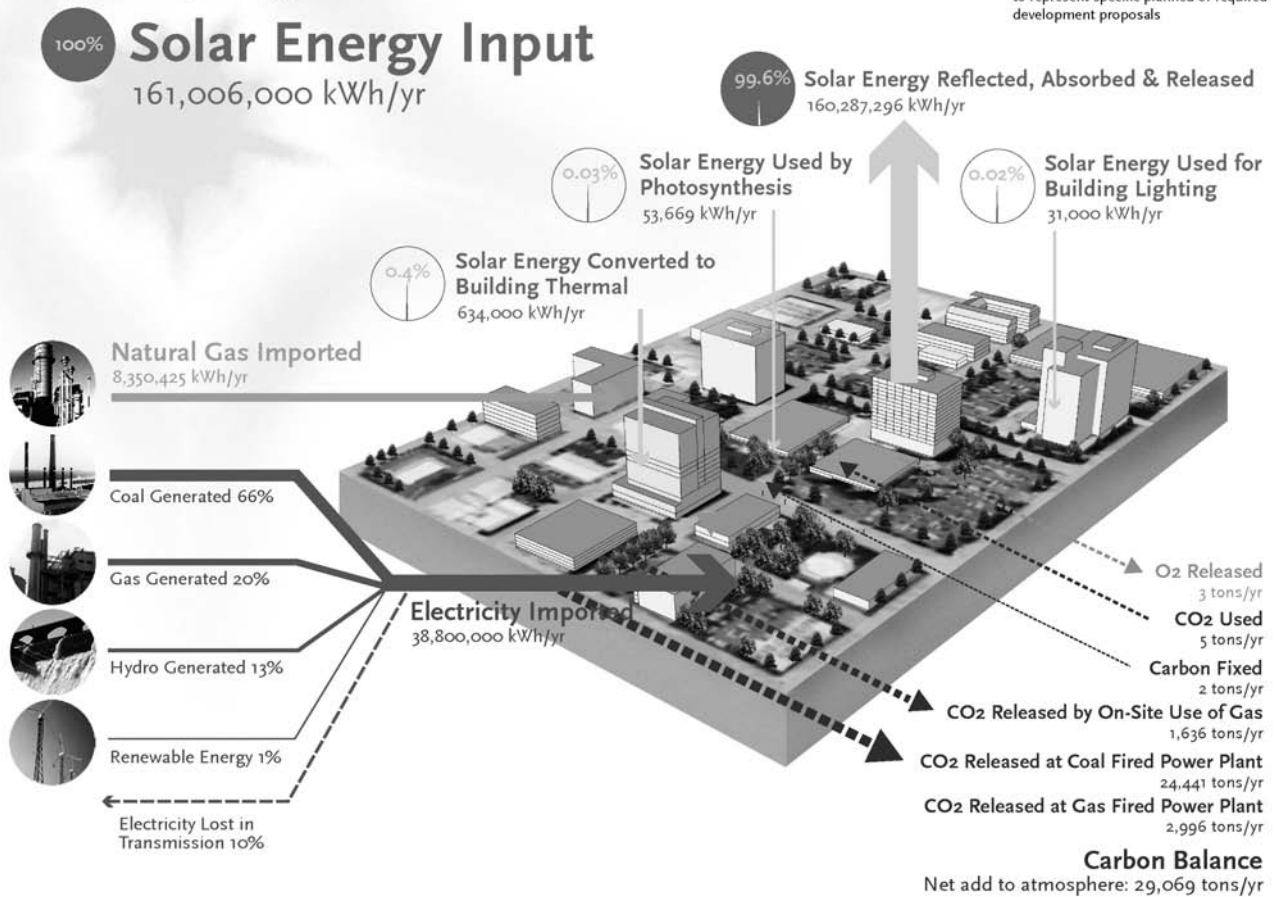 development proposals
100%
Solar Energy Input
161,006,000 kWh/yr
99.6%
Solar Energy Reflected, Absorbed & Released
160,287,296 kWh/yr
0.03%
Solar Energy Used by
Photosynthesis
53,669 kWh/yr
0.02%
Solar Energy Used for
Building Lighting
31,000 kWh/yr
0.4%
Solar Energy Converted to
Building Thermal
634,000 kWh/yr
Natural Gas Imported
8,350,425 kWh/yr
Coal Generated 66%
Gas Generated 20%
Hydro Generated 13%
Renewable Energy 1%
Electricity Lost in
Transmission 10%
Electricity Imported
38,800,000 kWh/yr
O2 Released
3 tons/yr
CO2 Used
5 tons/yr
Carbon Fixed
2 tons/yr
CO2 Released by On-Site Use of Gas
1,636 tons/yr
CO2 Released at Coal Fired Power Plant
24,441 tons/yr
CO2 Released at Gas Fired Power Plant
2,996 tons/yr
Carbon Balance
Net add to atmosphere: 29,069 tons/yr